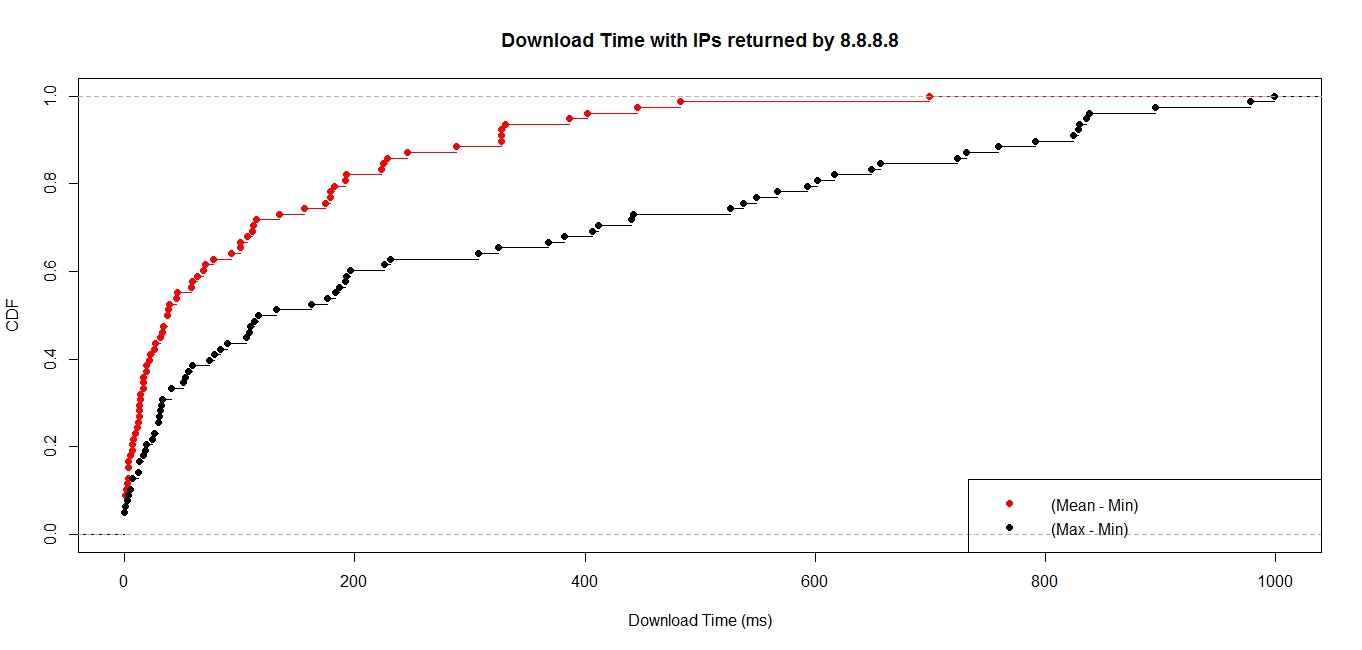 Download Time with IPs returned by 8.8.8.8
1.0
0.8
0.6
0.4
0.2
0.0
CDF
(Mean - Min)
(Max - Min)
0 200 400 600 800 1000
Download Time (ms)